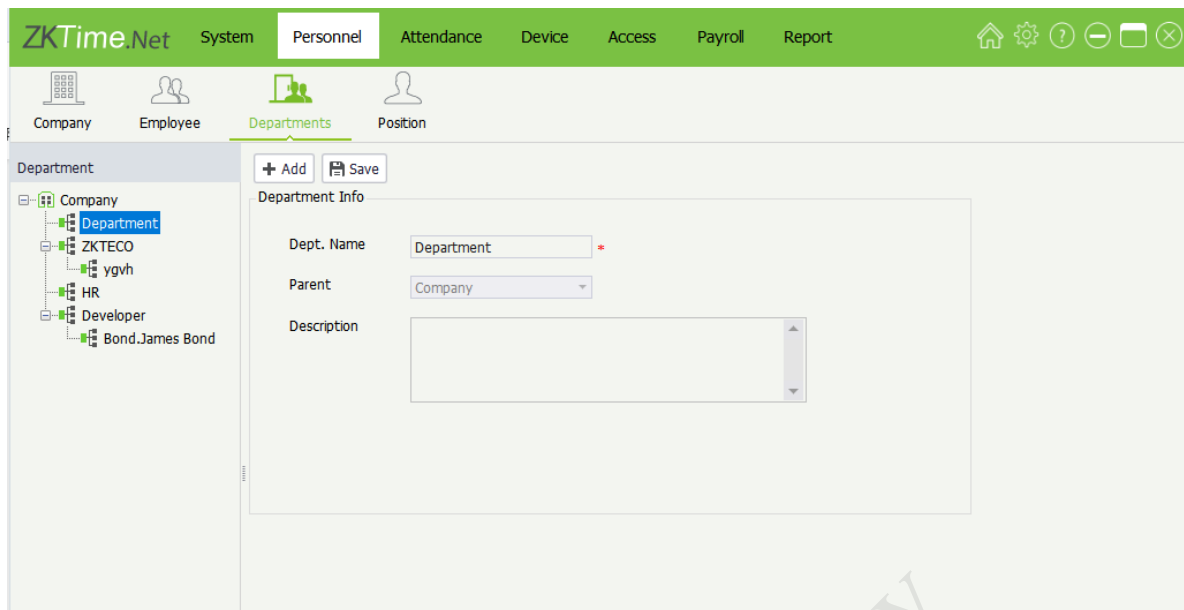 ZKTime.Net System Personnel Attendance Device Access Payroll Report
Company Employee Departments Position
Department
+ Add Save
Company
Department
ZKTECO
ygvh
HR
Developer
Bond.James Bond
Department Info
Dept. Name Department *
Parent Company
Description